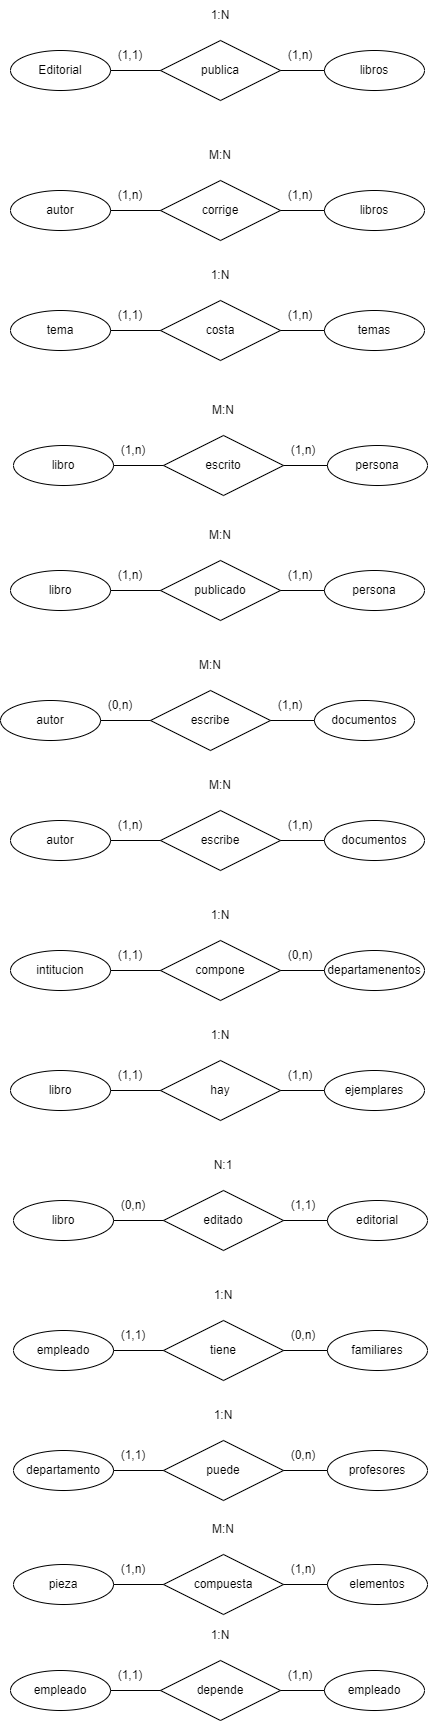 1:N
(1,1) (1,n)
Editorial publica libros
M:N
(1,n) (1,n)
autor corrige libros
1:N
(1,1) (1,n)
tema costa temas
M:N
(1,n) (1,n)
libro escrito persona
M:N
(1,n) (1,n)
libro publicado persona
M:N
(0,n) (1,n)
autor escribe documentos
M:N
(1,n) (1,n)
autor escribe documentos
1:N
(1,1) (0,n)
intitucion compone departamenentos
1:N
(1,1) (1,n)
libro hay ejemplares
N:1
(0,n) (1,1)
libro editado editorial
1:N
(1,1) (0,n)
empleado tiene familiares
1:N
(1,1) (0,n)
departamento puede profesores
M:N
(1,n) (1,n)
pieza compuesta elementos
1:N
(1,1) (1,n)
empleado depende empleado